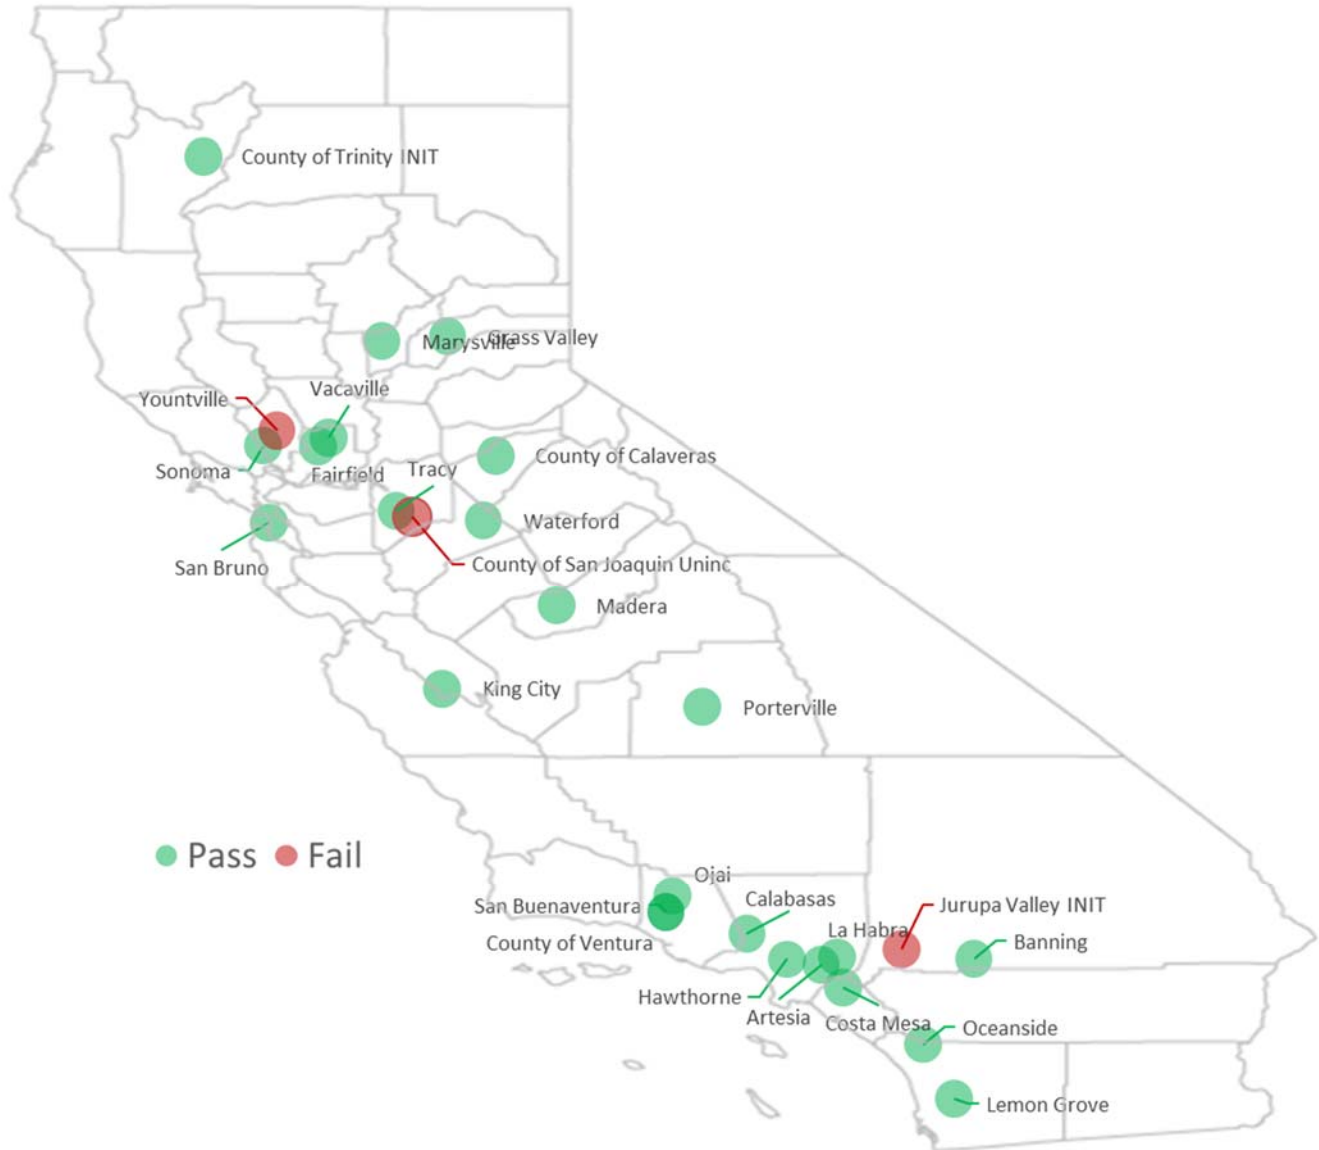 County of Trinity INIT
Marysville
Grass Valley
Vacaville
Yountville
Sonoma
Fairfield
Tracy
County of Calaveras
San Bruno
Waterford
County of San Joaquin Uninc
Madera
King City
Porterville
Pass
Fail
Ojai
San Buenaventura
Calabasas
Jurupa Valley INIT
La Habra
County of Ventura
Banning
Hawthorne
Artesia
Costa Mesa
Oceanside
Lemon Grove